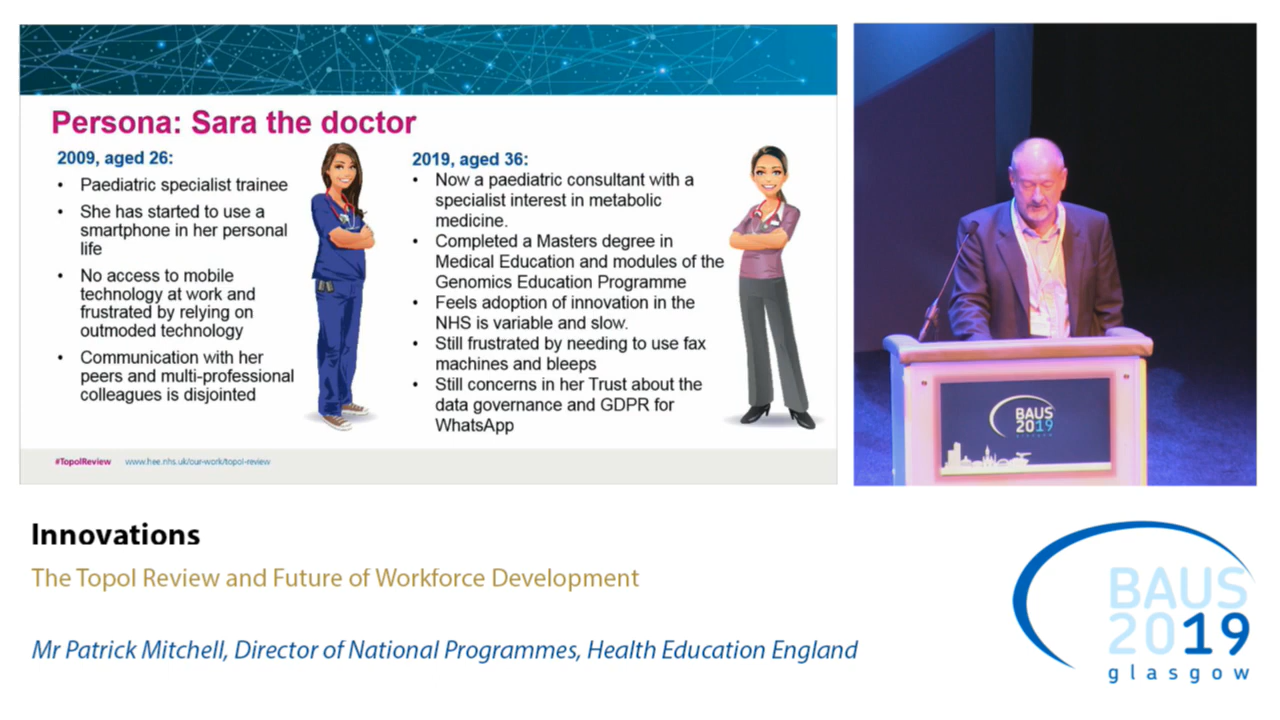 Persona: Sara the doctor
2009, aged 26:
• Paediatric specialist trainee
• She has started to use a
smartphone in her personal
life
• No access to mobile
technology at work and
frustrated by relying on
outmoded technology
• Communication with her
peers and multi-professional
colleagues is disjointed
2019, aged 36:
• Now a paediatric consultant with a
specialist interest in metabolic
medicine.
• Completed a Masters degree in
Medical Education and modules of the
Genomics Education Programme
• Feels adoption of innovation in the
NHS is variable and slow.
• Still frustrated by needing to use fax
machines and bleeps
• Still concerns in her Trust about the
data governance and GDPR for
WhatsApp
#TopolReview www.hee.nhs.uk/our-work/topol-review
BAUS
2019
glasgow
Innovations
The Topol Review and Future of Workforce Development
Mr Patrick Mitchell, Director of National Programmes, Health Education England
BAUS
2019
glasgow